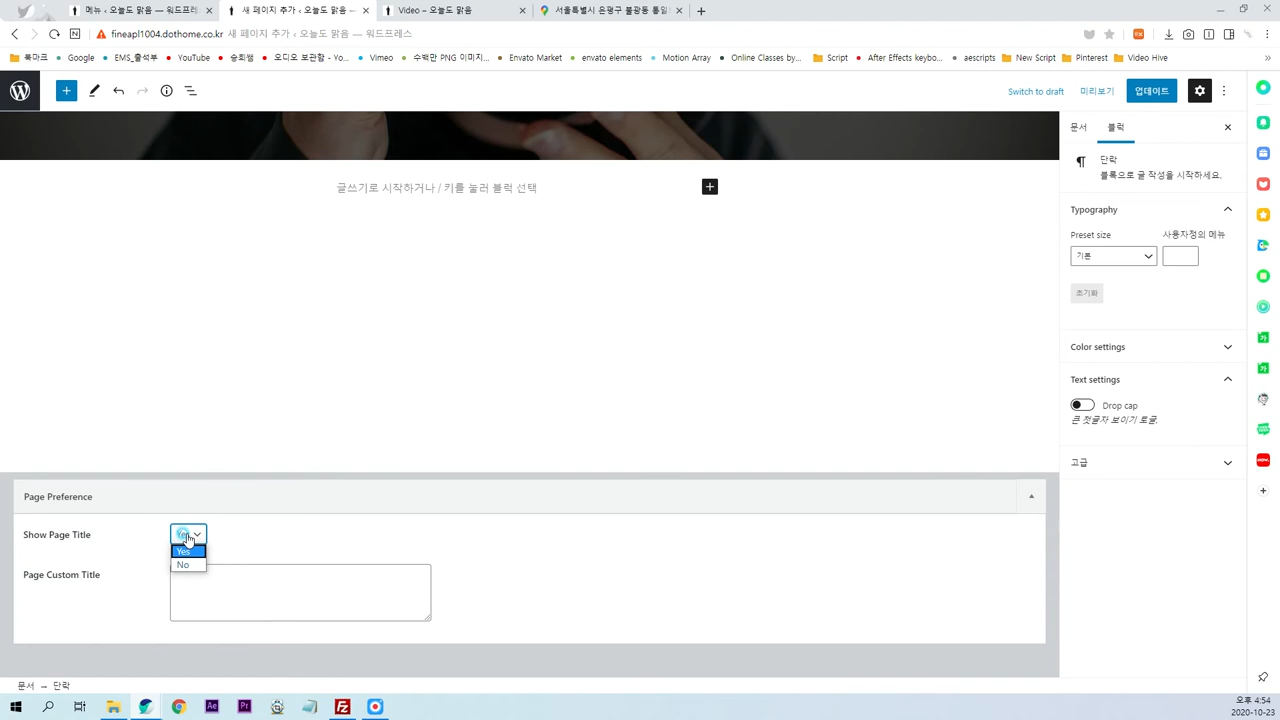 메뉴 ‹ 오늘도 맑음 — 워드프레스
새 페이지 추가 ‹ 오늘도 맑음 —
Video – 오늘도 맑음
서울특별시 은평구 불광동 통일
fineapl1004.dothome.co.kr 새 페이지 추가 ‹ 오늘도 맑음 — 워드프레스
북마크
Google
EMS_출석부
YouTube
승희쌤
오디오 보관함 - Yo...
Vimeo
수백만 PNG 이미지...
Envato Market
envato elements
Motion Array
Online Classes by...
Script
After Effects keybo...
aescripts
New Script
Pinterest
Video Hive
Switch to draft
미리보기
업데이트
문서
블럭
단락
블록으로 글 작성을 시작하세요.
글쓰기로 시작하거나 / 키를 눌러 블럭 선택
Typography
Preset size
사용자정의 메뉴
기본
초기화
Color settings
Text settings
Drop cap
큰 첫글자 보이기 토글.
고급
Page Preference
Show Page Title
Yes
No
Page Custom Title
문서 → 단락
오후 4:54
2020-10-23